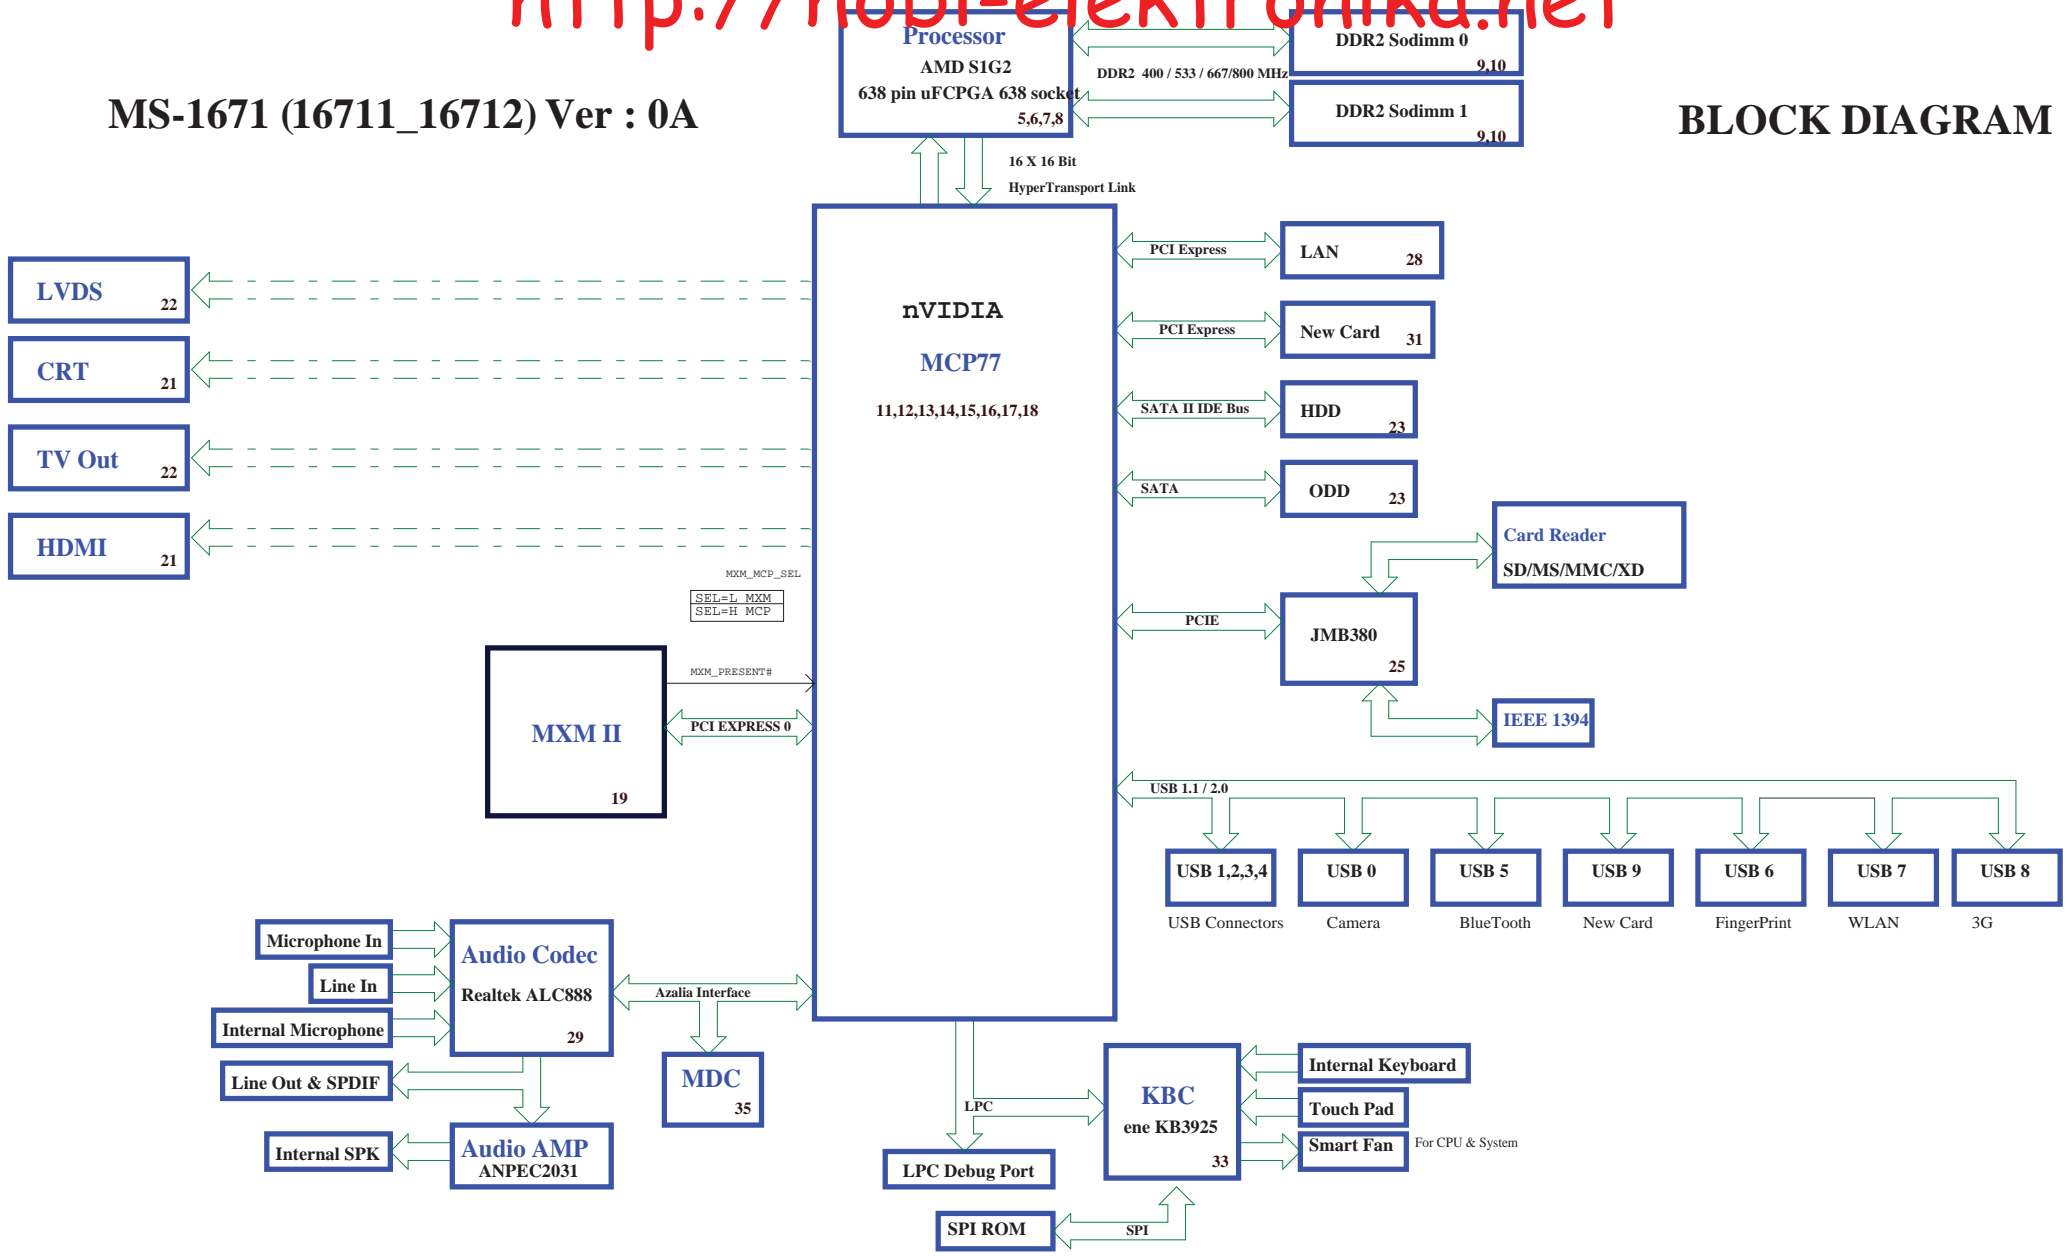 http://hobi-elektronika.net
Processor
AMD S1G2
638 pin uFCPGA 638 socket
5,6,7,8
DDR2 400 / 533 / 667/800 MHz
DDR2 Sodimm 0
9,10
DDR2 Sodimm 1
9,10
MS-1671 (16711_16712) Ver : 0A
BLOCK DIAGRAM
16 X 16 Bit
HyperTransport Link
nVIDIA
MCP77
11,12,13,14,15,16,17,18
LVDS
22
CRT
21
TV Out
22
HDMI
21
MXM_MCP_SEL
SEL=L MXM
SEL=H MCP
MXM_PRESENT#
PCI EXPRESS 0
MXM II
19
PCI Express
LAN
28
PCI Express
New Card
31
SATA II IDE Bus
HDD
23
SATA
ODD
23
Card Reader
SD/MS/MMC/XD
PCIE
JMB380
25
IEEE 1394
USB 1.1 / 2.0
USB 1,2,3,4
USB 0
USB 5
USB 9
USB 6
USB 7
USB 8
USB Connectors
Camera
BlueTooth
New Card
FingerPrint
WLAN
3G
Microphone In
Line In
Internal Microphone
Audio Codec
Realtek ALC888
29
Azalia Interface
Line Out & SPDIF
Internal SPK
Audio AMP
ANPEC2031
MDC
35
LPC
LPC Debug Port
KBC
ene KB3925
33
Internal Keyboard
Touch Pad
Smart Fan
For CPU & System
SPI ROM
SPI